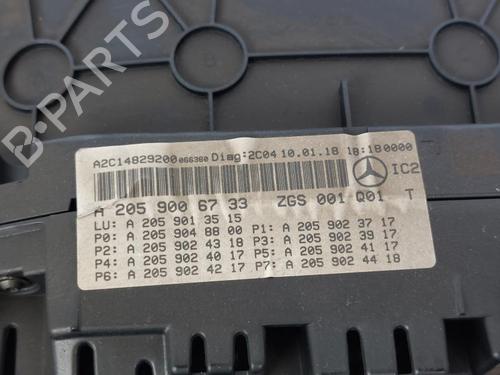 A2C14829200066380 Diag:2C04 10.01.18 18:180000
IC2
A 205 900 67 33 ZGS 001 Q01 T
LU: A 205 901 35 15
P0: A 205 904 88 00 P1: A 205 902 37 17
P2: A 205 902 43 18 P3: A 205 902 39 17
P4: A 205 902 40 17 P5: A 205 902 41 17
P6: A 205 902 42 17 P7: A 205 902 44 18
B-PARTS